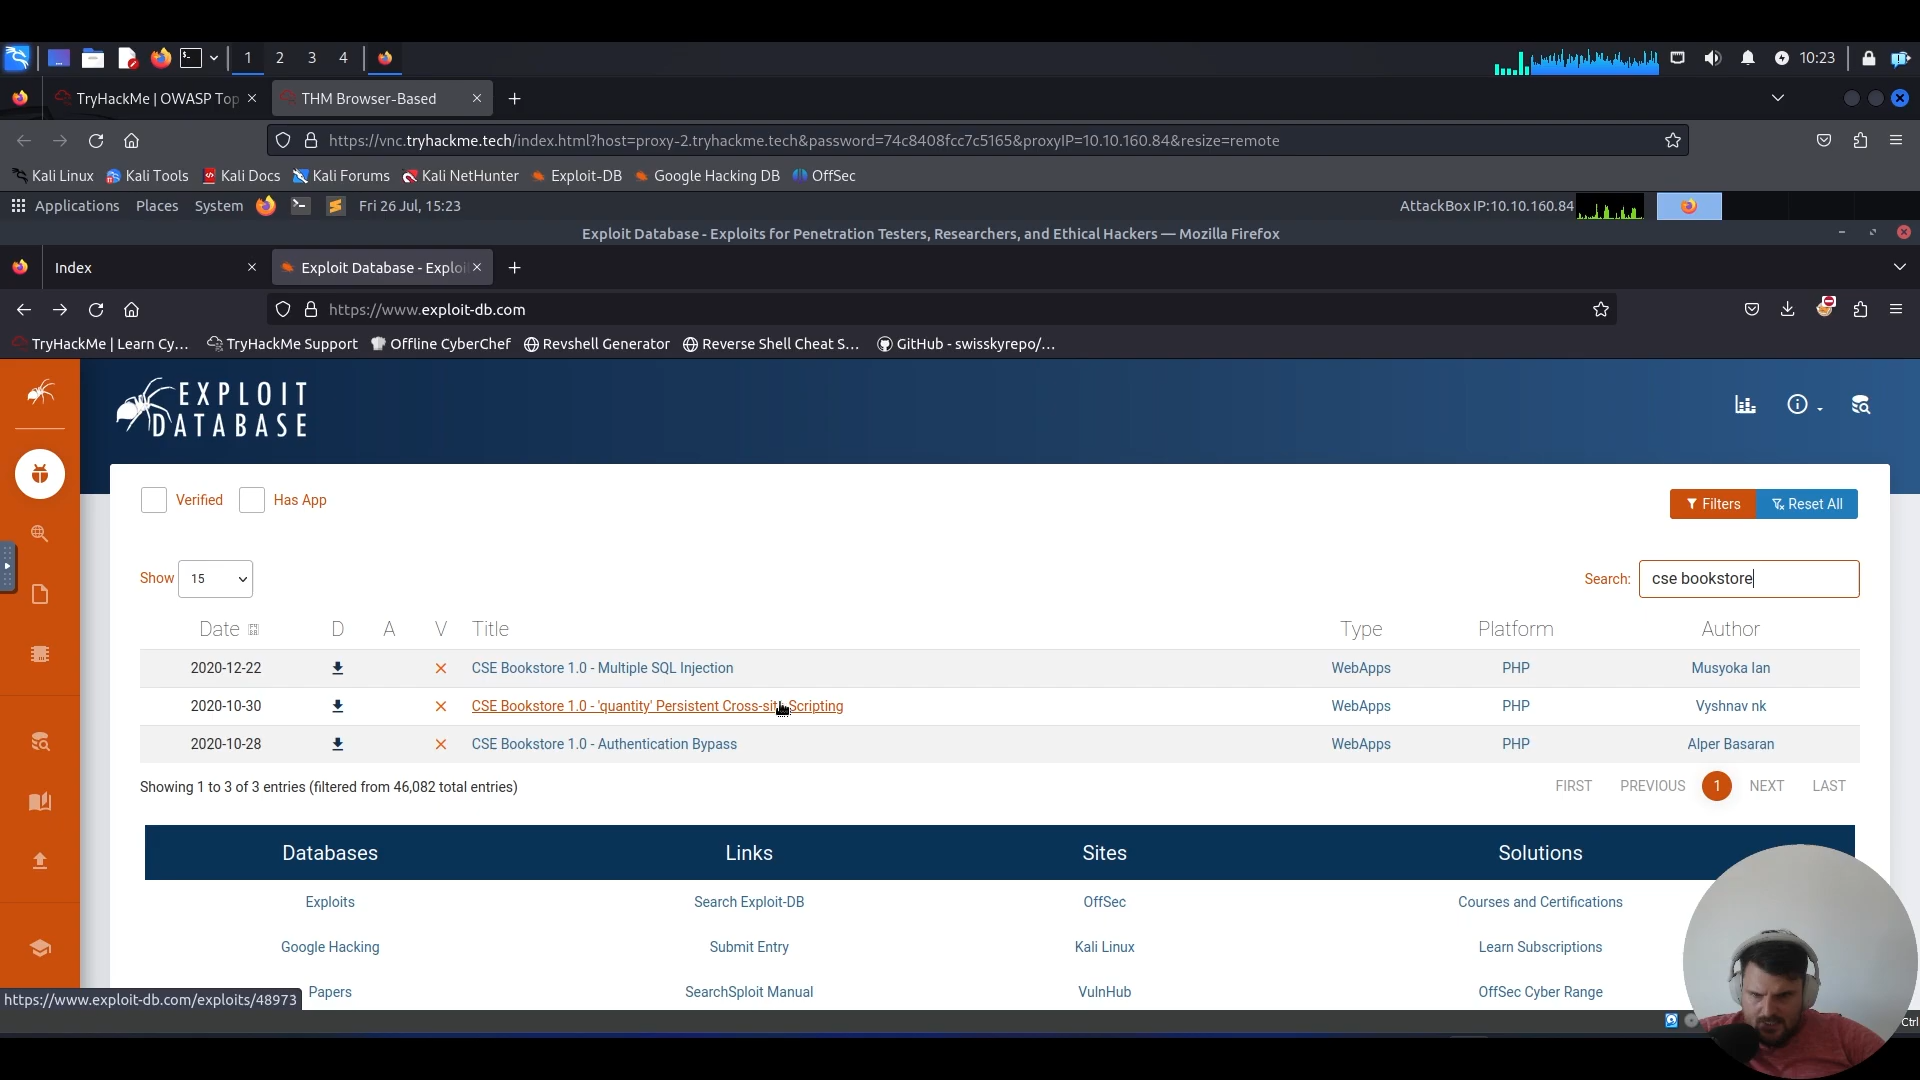 1 2 3 4 10:23
TryHackMe | OWASP Top THM Browser-Based
https://vnc.tryhackme.tech/index.html?host=proxy-2.tryhackme.tech&password=74c8408fcc7c5165&proxyIP=10.10.160.84&resize=remote
Kali Linux Kali Tools Kali Docs Kali Forums Kali NetHunter Exploit-DB Google Hacking DB OffSec
Applications Places System Fri 26 Jul, 15:23 AttackBox IP:10.10.160.84
Exploit Database - Exploits for Penetration Testers, Researchers, and Ethical Hackers — Mozilla Firefox
Index Exploit Database - Exploi
https://www.exploit-db.com
TryHackMe | Learn Cy... TryHackMe Support Offline CyberChef Revshell Generator Reverse Shell Cheat S... GitHub - swisskyrepo/...
EXPLOIT
DATABASE
Verified Has App Filters Reset All
Show 15 Search: cse bookstore
Date D A V Title Type Platform Author
2020-12-22 CSE Bookstore 1.0 - Multiple SQL Injection WebApps PHP Musyoka Ian
2020-10-30 CSE Bookstore 1.0 - 'quantity' Persistent Cross-site Scripting WebApps PHP Vyshnav nk
2020-10-28 CSE Bookstore 1.0 - Authentication Bypass WebApps PHP Alper Basaran
Showing 1 to 3 of 3 entries (filtered from 46,082 total entries) FIRST PREVIOUS 1 NEXT LAST
Databases Links Sites Solutions
Exploits Search Exploit-DB OffSec Courses and Certifications
Google Hacking Submit Entry Kali Linux Learn Subscriptions
Papers SearchSploit Manual VulnHub OffSec Cyber Range
https://www.exploit-db.com/exploits/48973
Ctrl